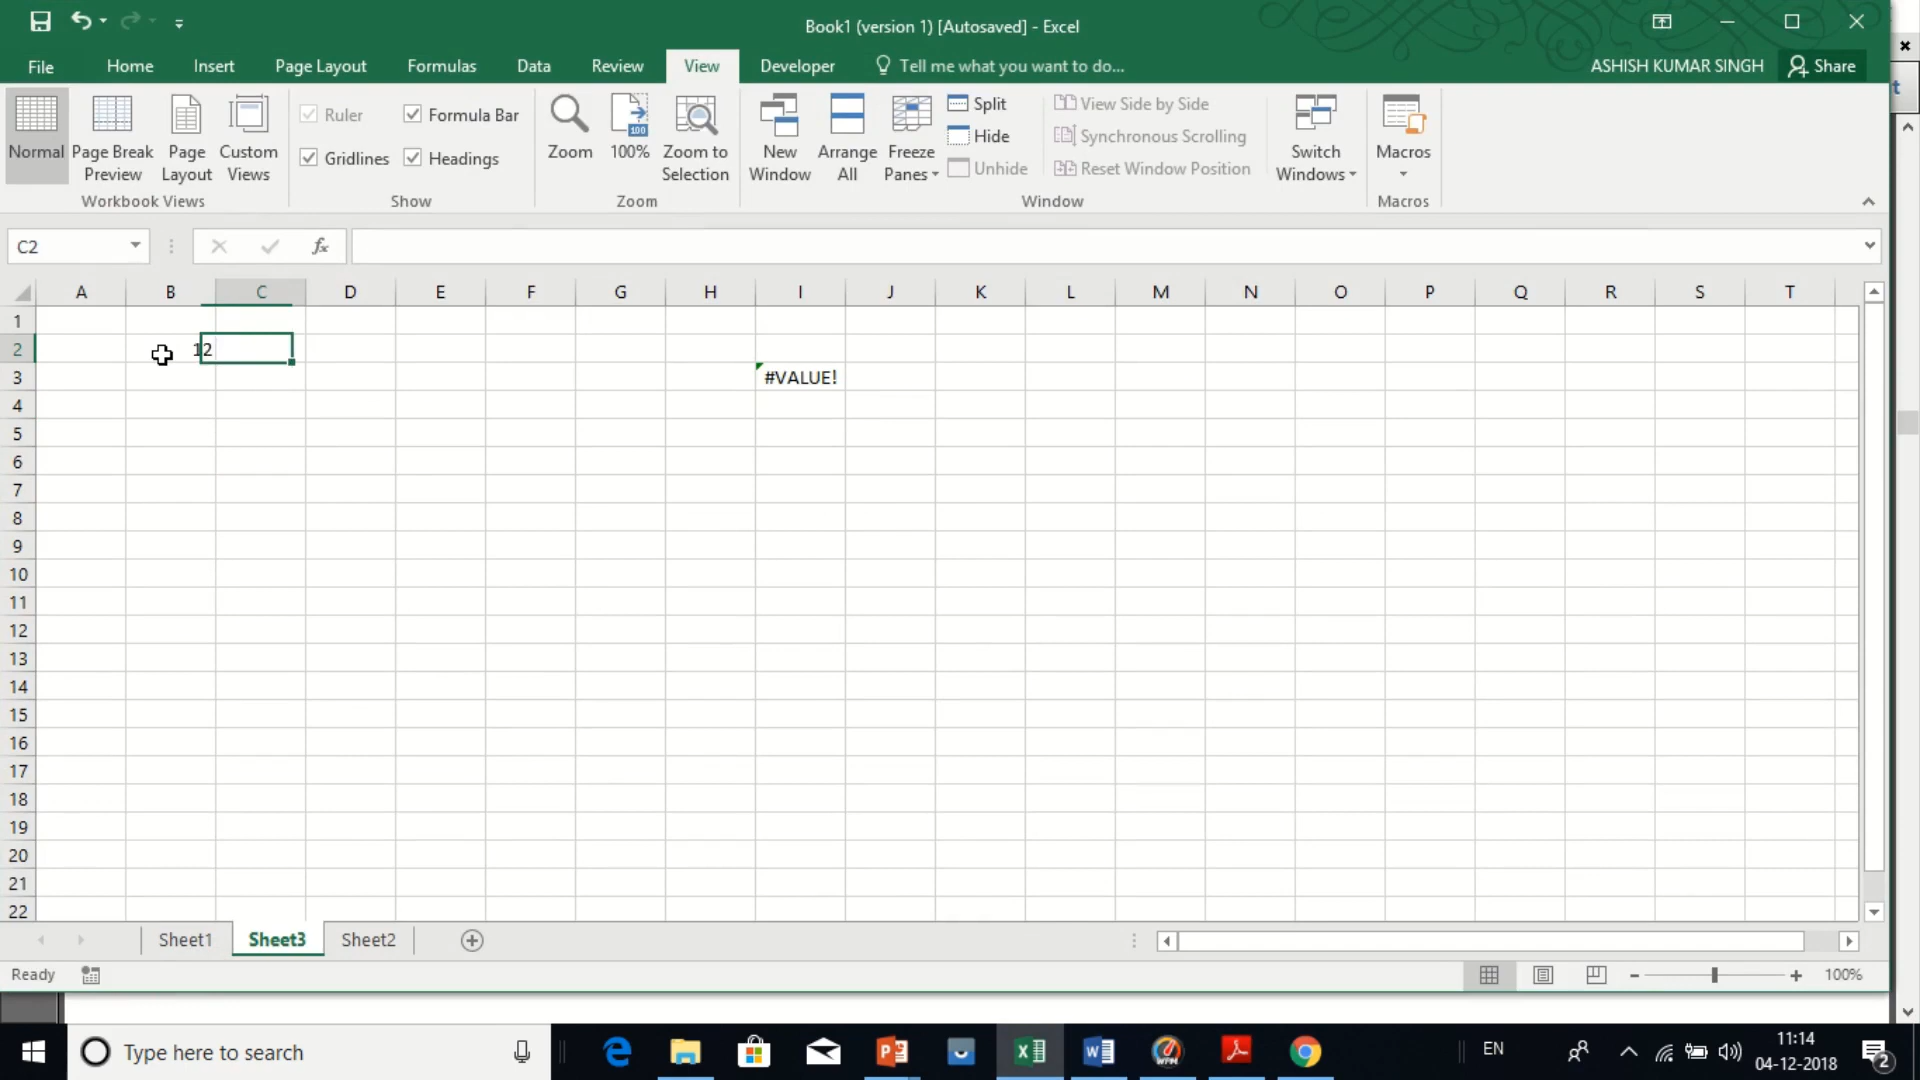 Book1 (version 1) [Autosaved] - Excel
File Home Insert Page Layout Formulas Data Review View Developer Tell me what you want to do... ASHISH KUMAR SINGH Share
Normal Page Break Preview Page Layout Custom Views
Workbook Views
Ruler Formula Bar
Gridlines Headings
Show
Zoom 100% Zoom to Selection
100
Zoom
New Window Arrange All Freeze Panes
Split
Hide
Unhide
View Side by Side
Synchronous Scrolling
Reset Window Position
Switch Windows
Window
Macros
Macros
C2 fx
A B C D E F G H I J K L M N O P Q R S T
1
2 12
3 #VALUE!
4
5
6
7
8
9
10
11
12
13
14
15
16
17
18
19
20
21
22
Sheet1 Sheet3 Sheet2
Ready 100%
Type here to search EN 11:14
04-12-2018 2